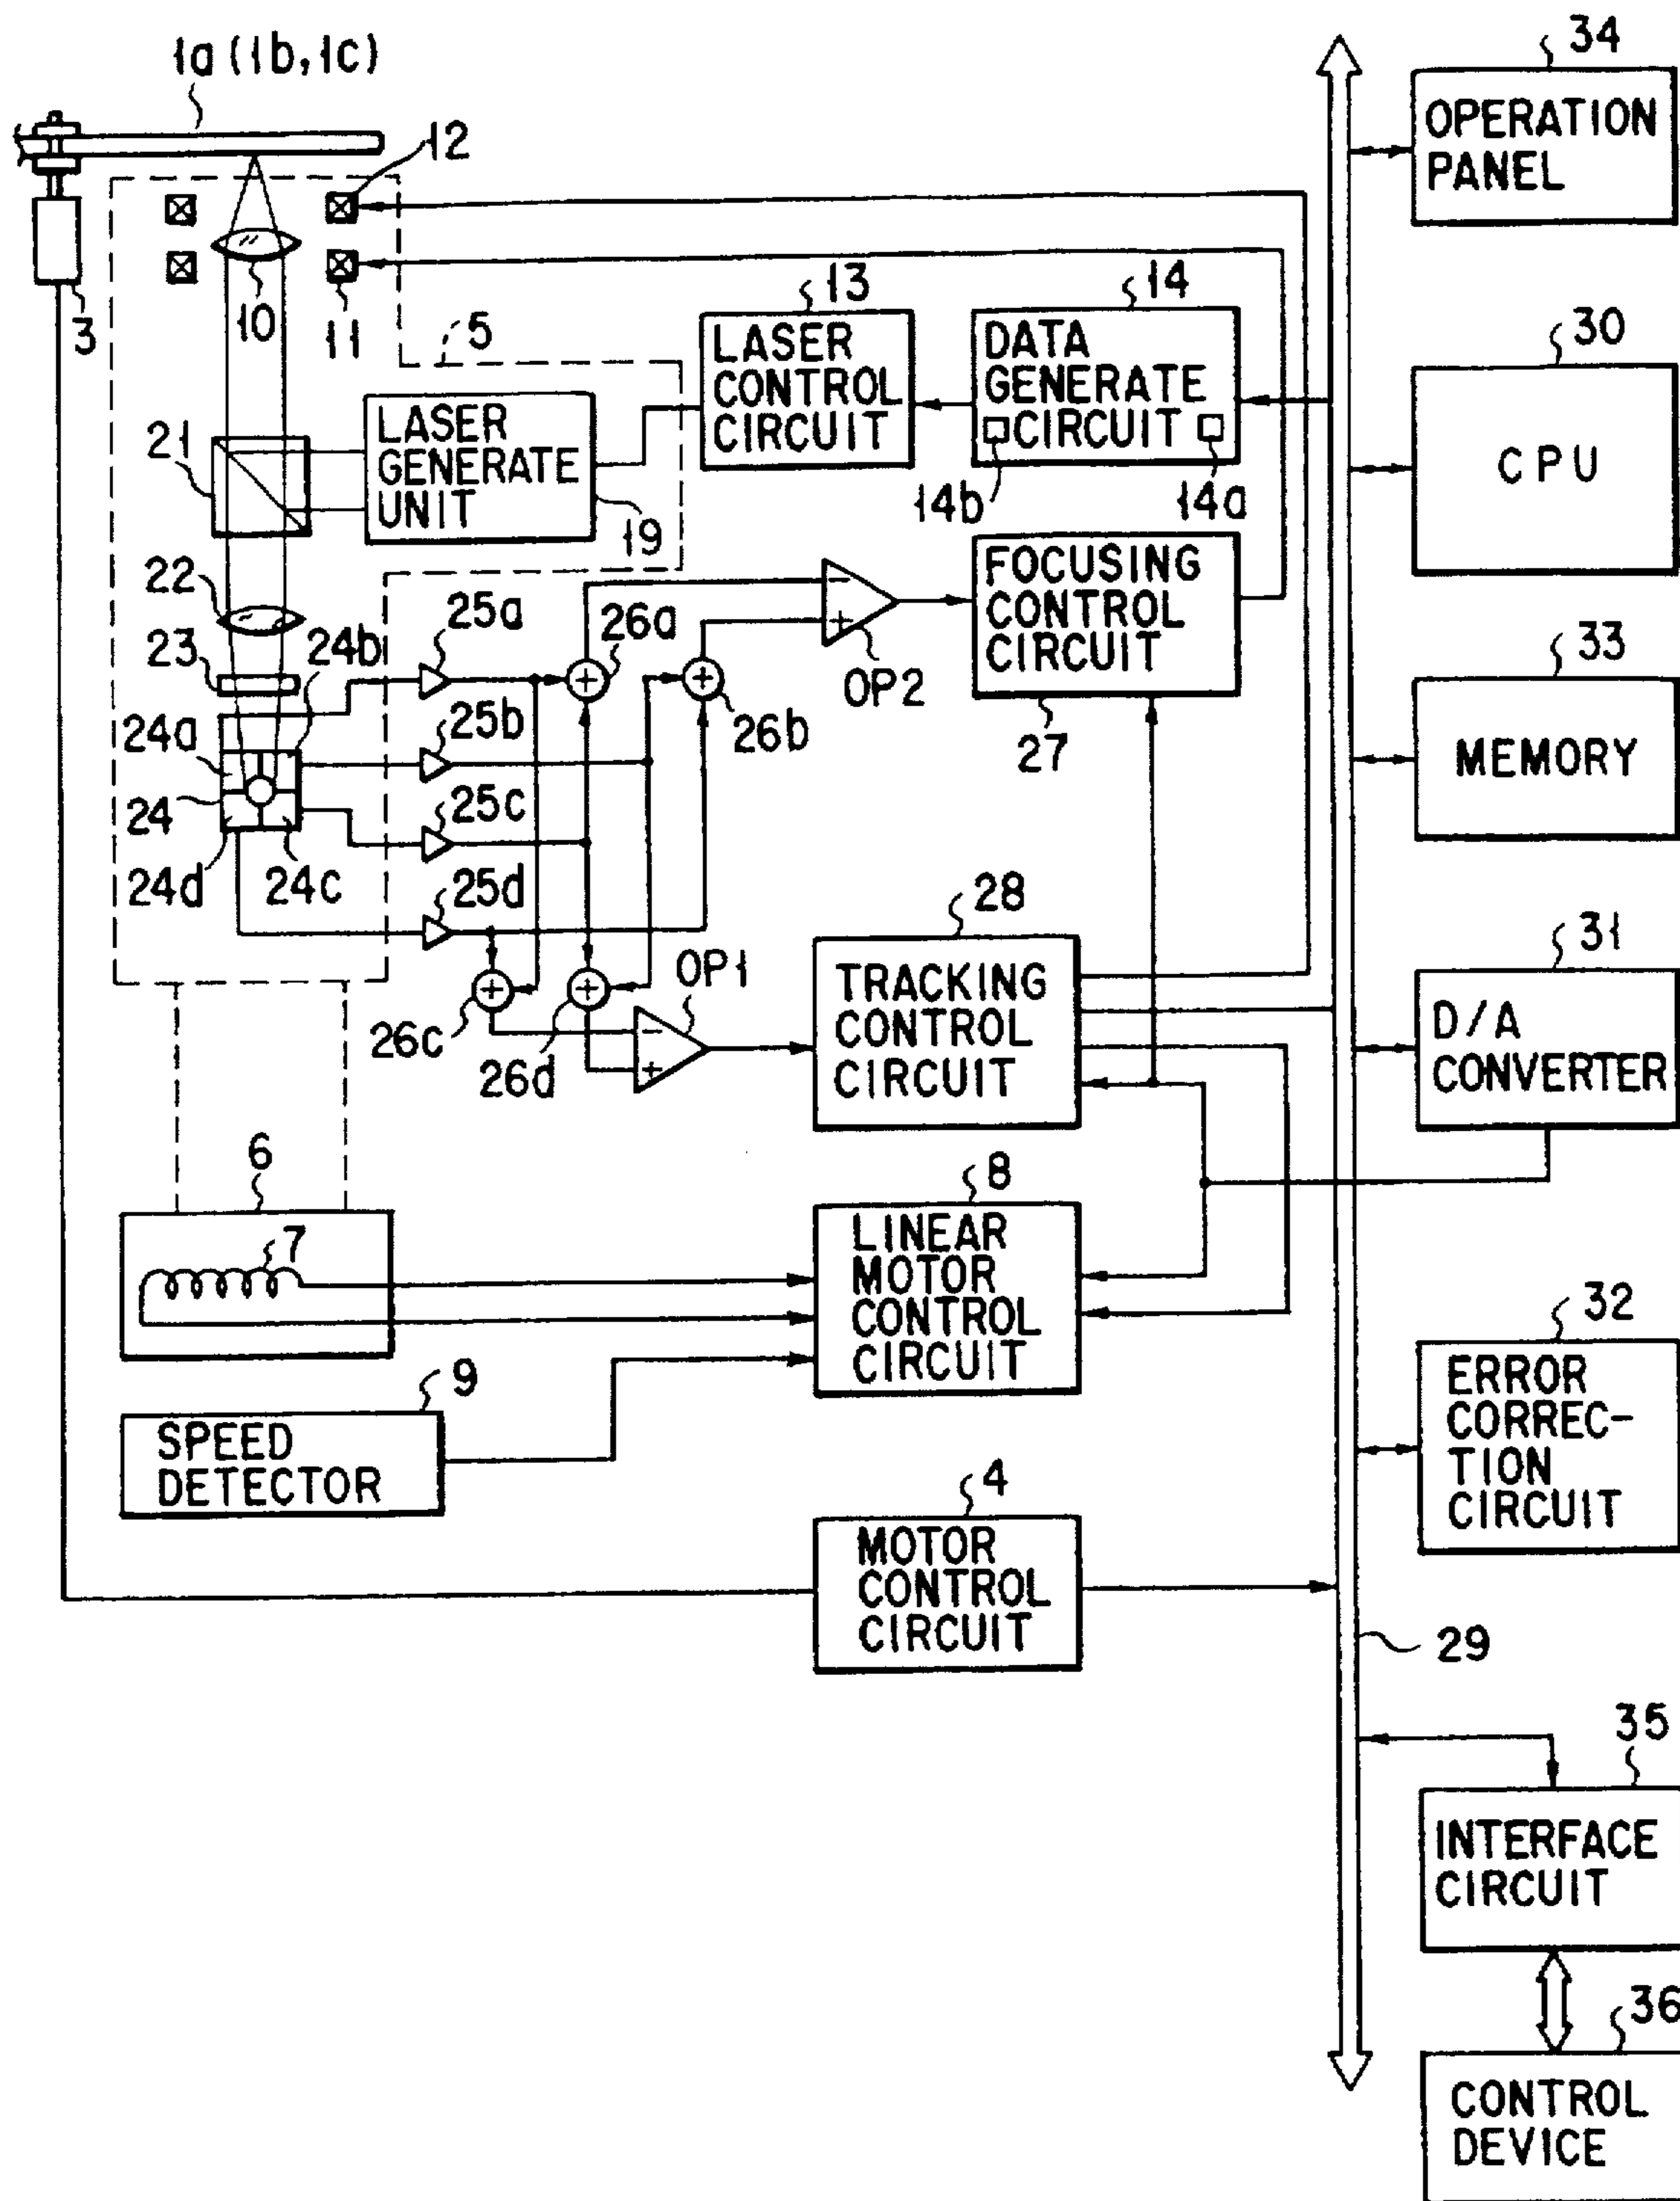 1a (1b, 1c)
12
3
10
11
5
13
LASER
CONTROL
CIRCUIT
14
DATA
GENERATE
CIRCUIT
14b
14a
21
LASER
GENERATE
UNIT
19
22
23
24b
24a
24
24d
24c
25a
25b
25c
25d
26a
26b
26c
26d
−
+
OP2
FOCUSING
CONTROL
CIRCUIT
27
−
+
OP1
28
TRACKING
CONTROL
CIRCUIT
6
7
8
LINEAR
MOTOR
CONTROL
CIRCUIT
9
SPEED
DETECTOR
4
MOTOR
CONTROL
CIRCUIT
29
34
OPERATION
PANEL
30
CPU
33
MEMORY
31
D/A
CONVERTER
32
ERROR
CORREC-
TION
CIRCUIT
35
INTERFACE
CIRCUIT
36
CONTROL
DEVICE